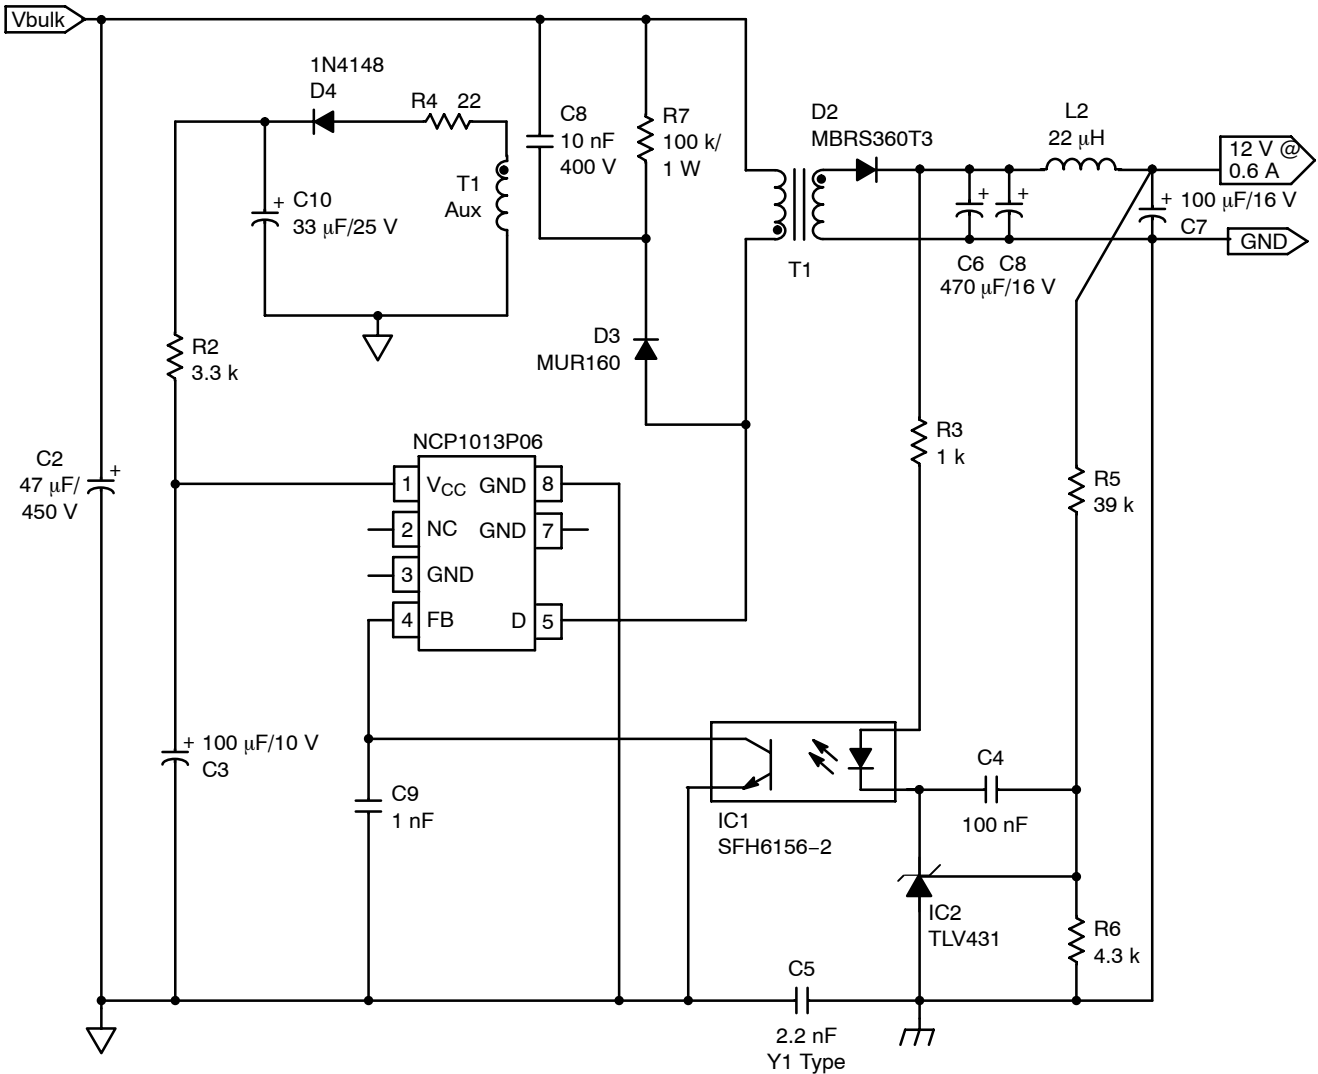 Vbulk
1N4148
D4
R4 22
C8
10 nF
400 V
R7
100 k/
1 W
D2
MBRS360T3
L2
22 μH
12 V @
0.6 A
T1
Aux
+ C10
33 μF/25 V
+
+
+ 100 μF/16 V
C7
GND
T1
C6 C8
470 μF/16 V
R2
3.3 k
D3
MUR160
R3
1 k
NCP1013P06
C2
47 μF/
450 V
+
1 VCC GND 8
2 NC GND 7
3 GND
4 FB D 5
R5
39 k
+ 100 μF/10 V
C3
C9
1 nF
IC1
SFH6156−2
C4
100 nF
IC2
TLV431
R6
4.3 k
C5
2.2 nF
Y1 Type